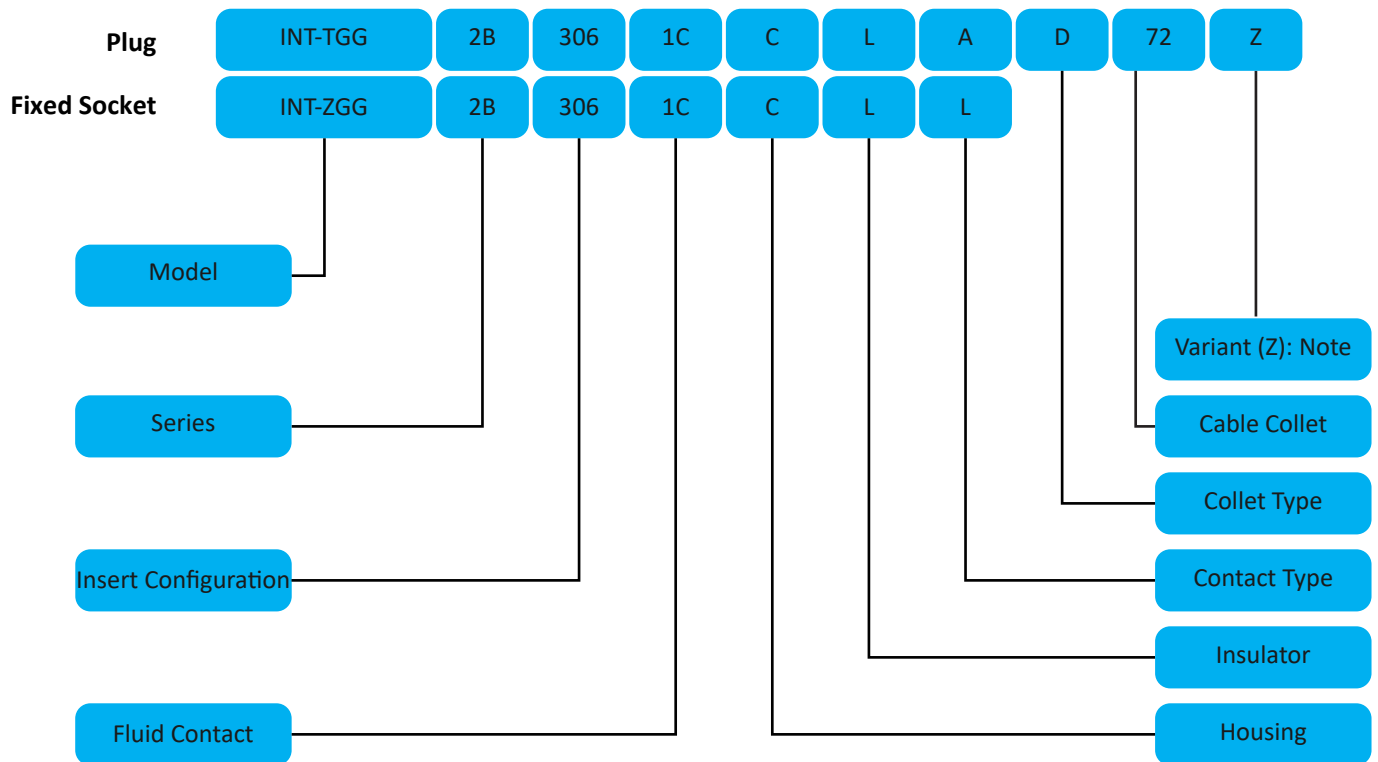 Plug INT-TGG 2B 306 1C C L A D 72 Z
Fixed Socket INT-ZGG 2B 306 1C C L L
Model
Variant (Z): Note
Series
Cable Collet
Collet Type
Insert Configuration
Contact Type
Insulator
Fluid Contact
Housing